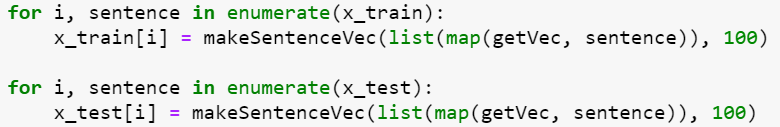 for i, sentence in enumerate(x_train):
    x_train[i] = makeSentenceVec(list(map(getVec, sentence)), 100)

for i, sentence in enumerate(x_test):
    x_test[i] = makeSentenceVec(list(map(getVec, sentence)), 100)